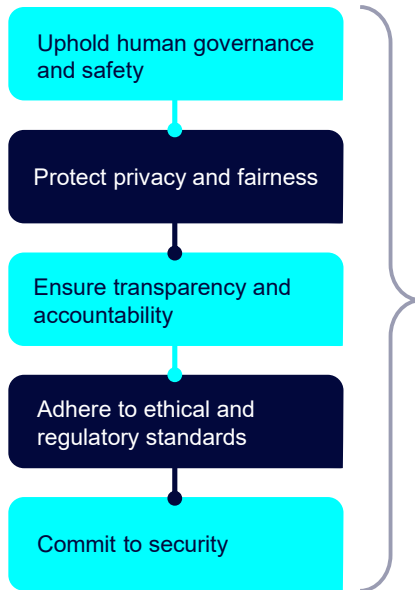 Uphold human governance
and safety
Protect privacy and fairness
Ensure transparency and
accountability
Adhere to ethical and
regulatory standards
Commit to security